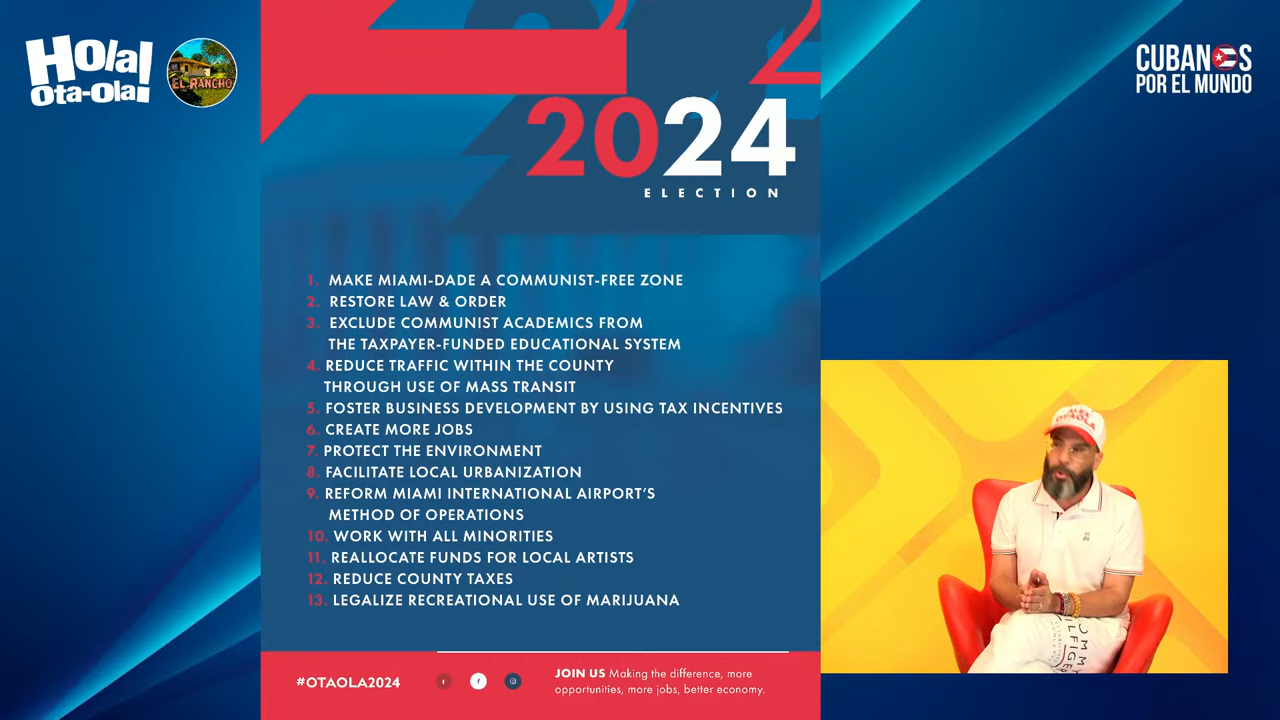 Hola!
Ota-Ola!
EL RANCHO
CUBANOS
POR EL MUNDO
2024
ELECTION
1. MAKE MIAMI-DADE A COMMUNIST-FREE ZONE
2. RESTORE LAW & ORDER
3. EXCLUDE COMMUNIST ACADEMICS FROM
THE TAXPAYER-FUNDED EDUCATIONAL SYSTEM
4. REDUCE TRAFFIC WITHIN THE COUNTY
THROUGH USE OF MASS TRANSIT
5. FOSTER BUSINESS DEVELOPMENT BY USING TAX INCENTIVES
6. CREATE MORE JOBS
7. PROTECT THE ENVIRONMENT
8. FACILITATE LOCAL URBANIZATION
9. REFORM MIAMI INTERNATIONAL AIRPORT'S
METHOD OF OPERATIONS
10. WORK WITH ALL MINORITIES
11. REALLOCATE FUNDS FOR LOCAL ARTISTS
12. REDUCE COUNTY TAXES
13. LEGALIZE RECREATIONAL USE OF MARIJUANA
#OTAOLA2024
JOIN US Making the difference, more
opportunities, more jobs, better economy.
OTAOLA